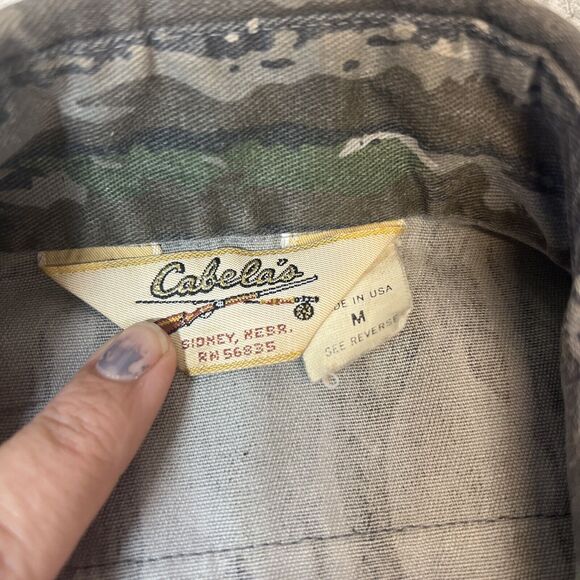 Cabela's
SIDNEY, NEBR.
RN 56835
DE IN USA
M
SEE REVERSE